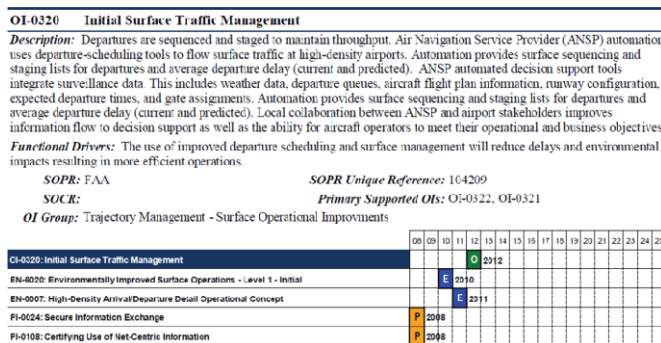 OI-0320 Initial Surface Traffic Management
Description: Departures are sequenced and staged to maintain throughput. Air Navigation Service Provider (ANSP) automation
uses departure-scheduling tools to flow surface traffic at high-density airports. Automation provides surface sequencing and
staging lists for departures and average departure delay (current and predicted). ANSP automated decision support tools
integrate surveillance data. This includes weather data, departure queues, aircraft flight plan information, runway configuration,
expected departure times, and gate assignments. Automation provides surface sequencing and staging lists for departures and
average departure delay (current and predicted). Local collaboration between ANSP and airport stakeholders improves
information flow to decision support as well as the ability for aircraft operators to meet their operational and business objectives
Functional Drivers: The use of improved departure scheduling and surface management will reduce delays and environmental
impacts resulting in more efficient operations.
SOPR: FAA SOPR Unique Reference: 104209
SOCR: Primary Supported OIs: OI-0322, OI-0321
OI Group: Trajectory Management - Surface Operational Improvments
08 09 10 11 12 13 14 15 16 17 18 19 20 21 22 23 24 25
OI-0320: Initial Surface Traffic Management O 2012
EN-6020: Environmentally Improved Surface Operations - Level 1 - Initial E 2010
EN-0007: High-Density Arrival/Departure Detail Operational Concept E 2011
PI-0024: Secure Information Exchange P 2008
PI-0108: Certifying Use of Net-Centric Information P 2008